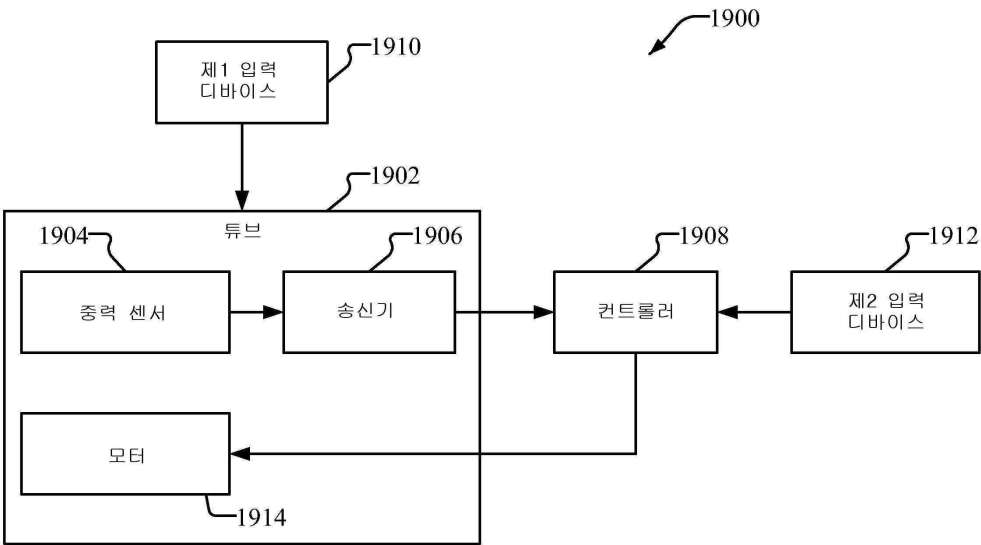 1900
1910
제1 입력
디바이스
1902
튜브
1904
1906
1908
1912
중력 센서
송신기
컨트롤러
제2 입력
디바이스
모터
1914